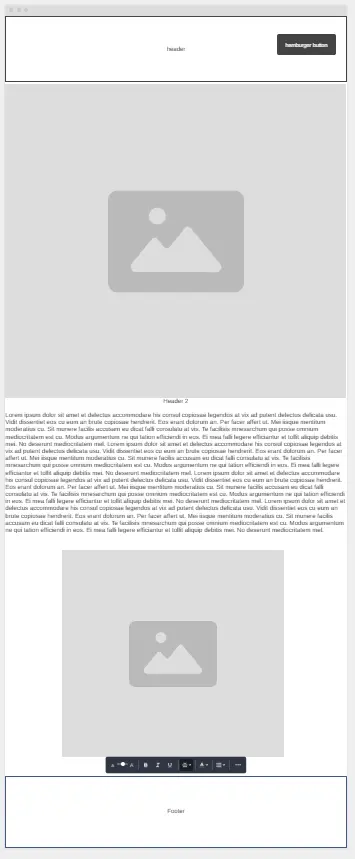 header
hamburger button
Header 2
Lorem ipsum dolor sit amet ei delectus accommodare his consul copiosae legendos at vix ad putent delectus delicata usu.
Vidit dissentiet eos cu eum an brute copiosae hendrerit. Eos erant dolorum an. Per facer affert ut. Mei iisque mentitum
moderatius cu. Sit munere facilis accusam eu dicat falli consulatu at vis. Te facilisis mnesarchum qui posse omnium
mediocritatem est cu. Modus argumentum ne qui tation efficiendi in eos. Ei mea falli legere efficiantur ei tollit aliquip debitis
mei. No deserunt mediocritatem mel. Lorem ipsum dolor sit amet ei delectus accommodare his consul copiosae legendos at
vix ad putent delectus delicata usu. Vidit dissentiet eos cu eum an brute copiosae hendrerit. Eos erant dolorum an. Per facer
affert ut. Mei iisque mentitum moderatius cu. Sit munere facilis accusam eu dicat falli consulatu at vis. Te facilisis
mnesarchum qui posse omnium mediocritatem est cu. Modus argumentum ne qui tation efficiendi in eos. Ei mea falli legere
efficiantur ei tollit aliquip debitis mei. No deserunt mediocritatem mel. Lorem ipsum dolor sit amet ei delectus accommodare
his consul copiosae legendos at vix ad putent delectus delicata usu. Vidit dissentiet eos cu eum an brute copiosae hendrerit.
Eos erant dolorum an. Per facer affert ut. Mei iisque mentitum moderatius cu. Sit munere facilis accusam eu dicat falli
consulatu at vis. Te facilisis mnesarchum qui posse omnium mediocritatem est cu. Modus argumentum ne qui tation efficiendi
in eos. Ei mea falli legere efficiantur ei tollit aliquip debitis mei. No deserunt mediocritatem mel. Lorem ipsum dolor sit amet ei
delectus accommodare his consul copiosae legendos at vix ad putent delectus delicata usu. Vidit dissentiet eos cu eum an
brute copiosae hendrerit. Eos erant dolorum an. Per facer affert ut. Mei iisque mentitum moderatius cu. Sit munere facilis
accusam eu dicat falli consulatu at vis. Te facilisis mnesarchum qui posse omnium mediocritatem est cu. Modus argumentum
ne qui tation efficiendi in eos. Ei mea falli legere efficiantur ei tollit aliquip debitis mei. No deserunt mediocritatem mel.
A A B I U A
Footer